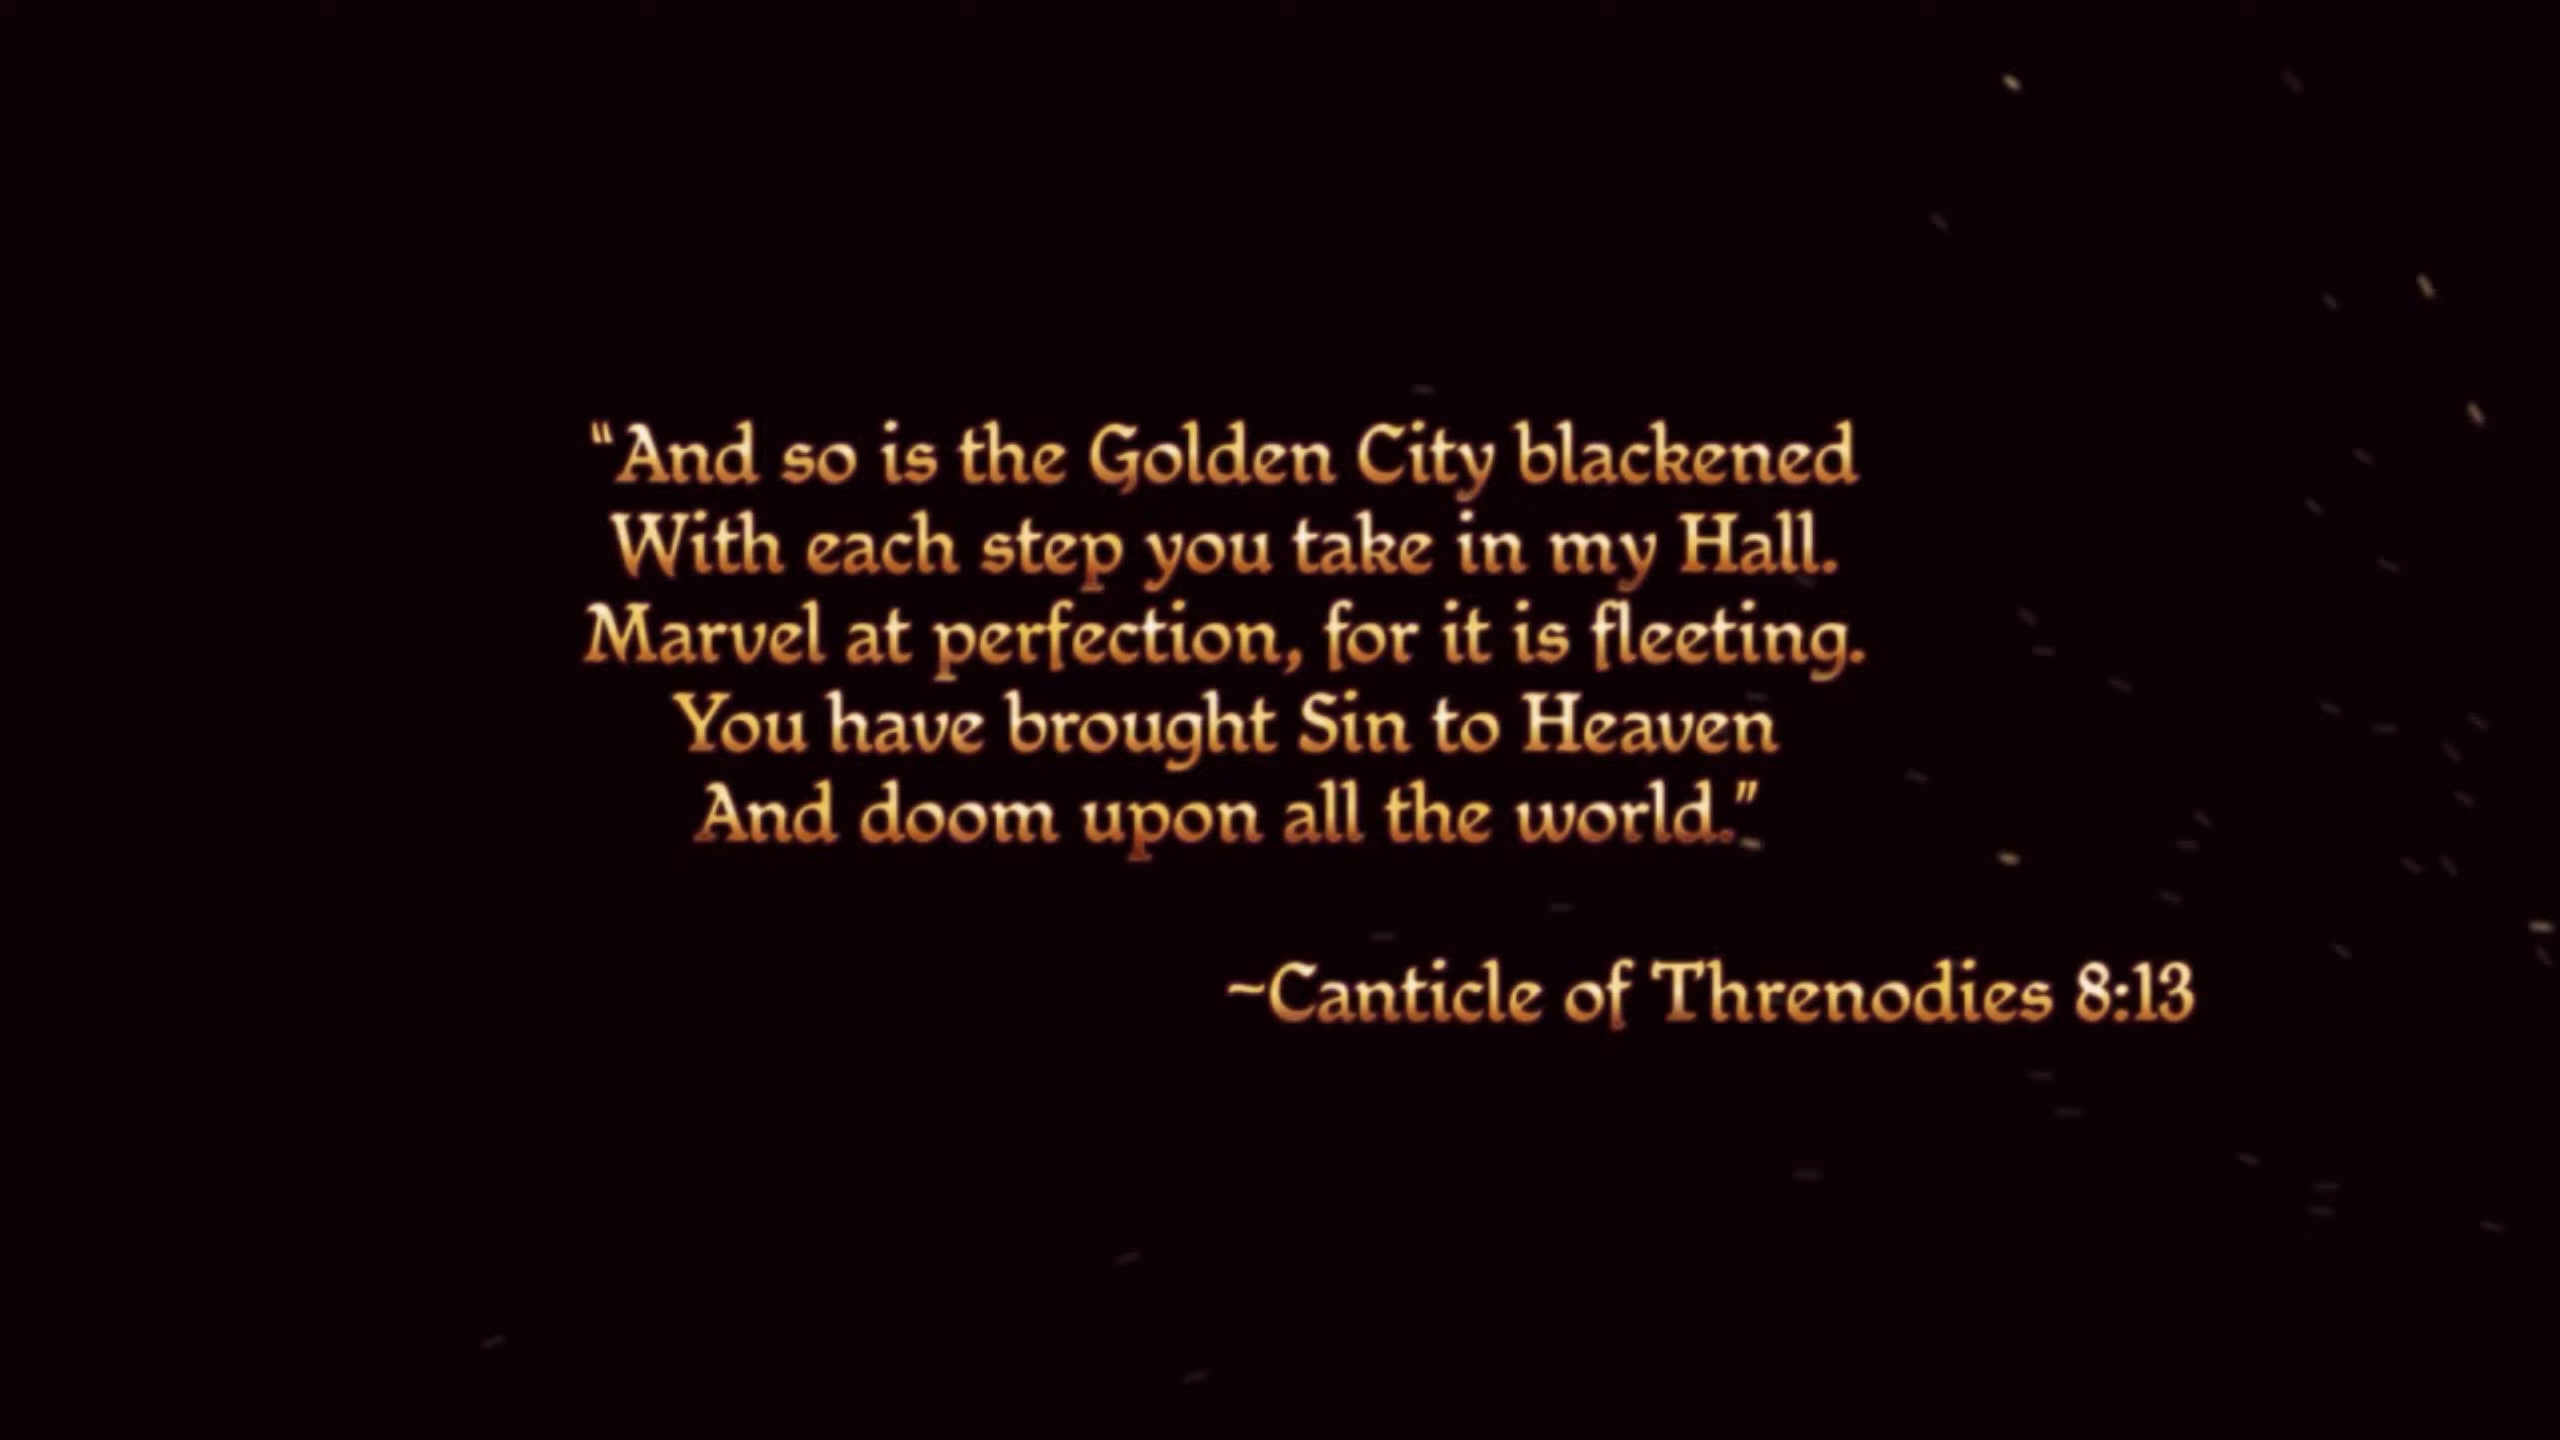 “And so is the Golden City blackened
With each step you take in my Hall.
Marvel at perfection, for it is fleeting.
You have brought Sin to Heaven
And doom upon all the world.”
~Canticle of Threnodies 8:13